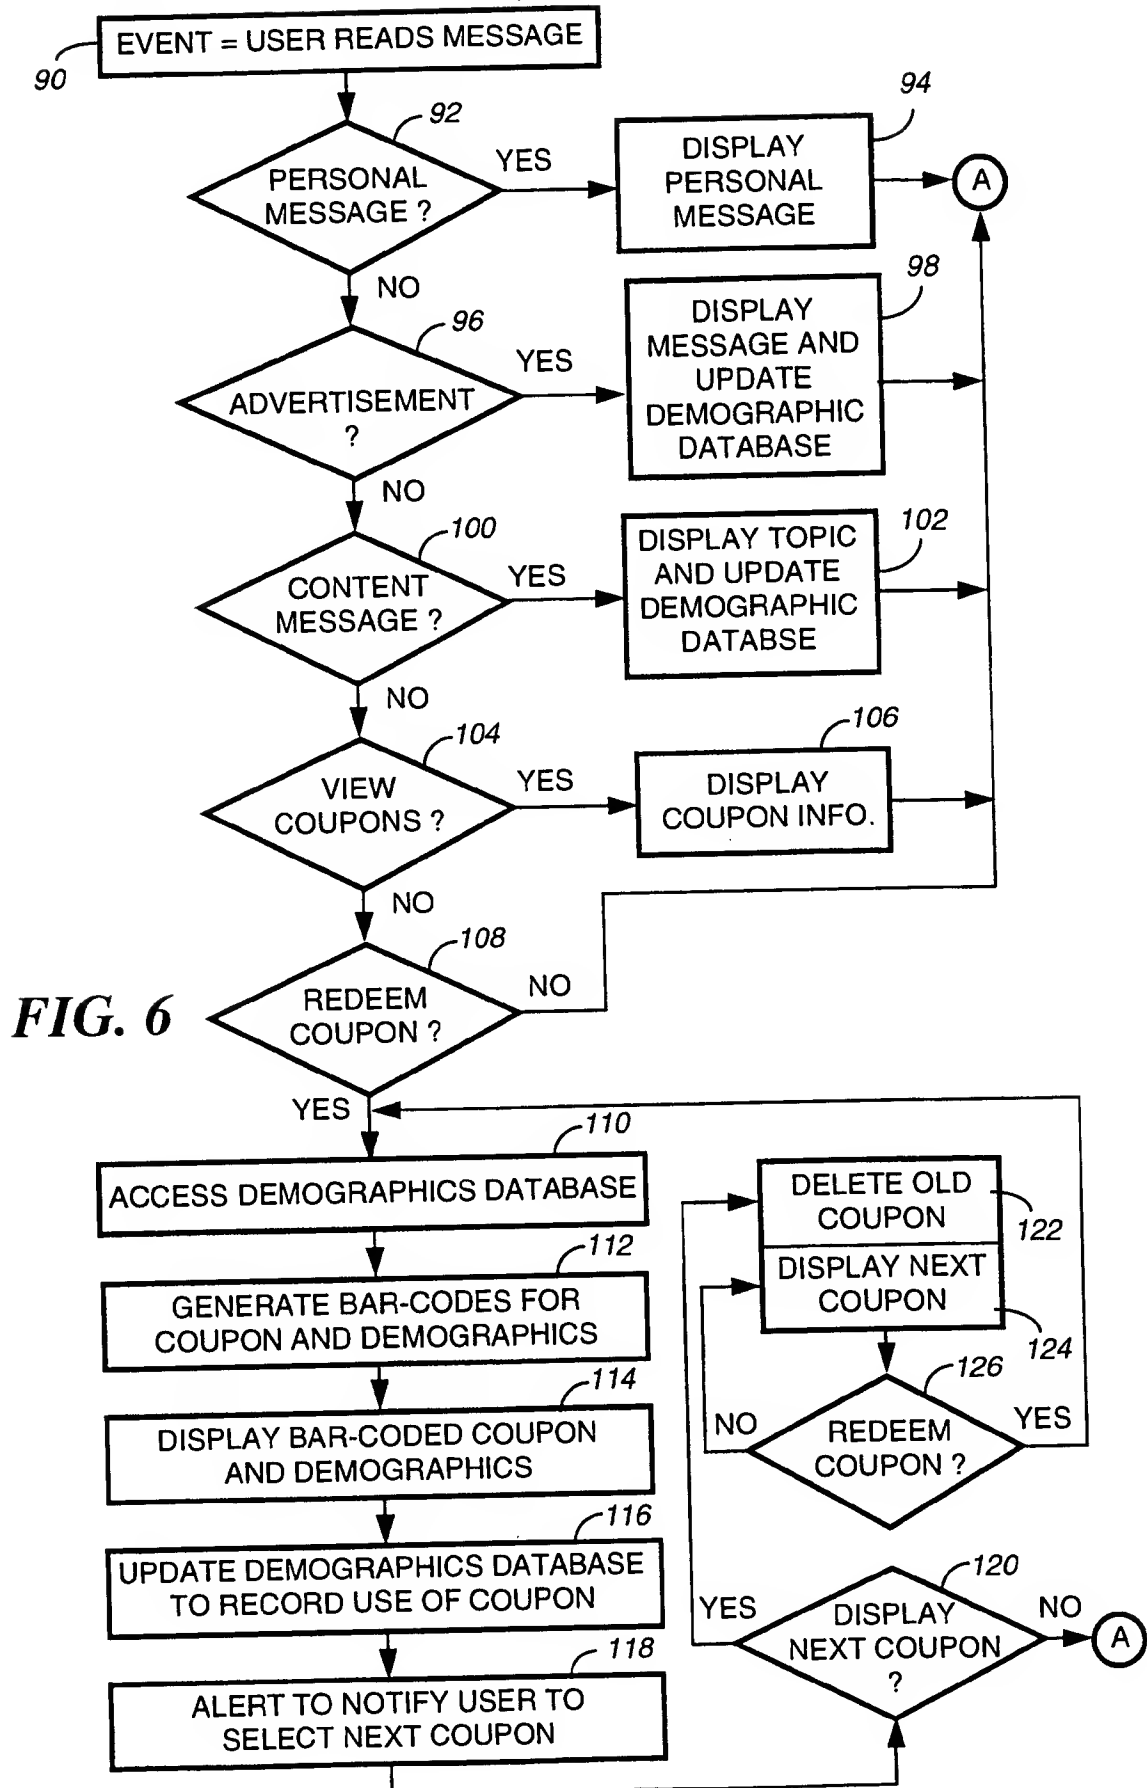 EVENT = USER READS MESSAGE
90
92
PERSONAL
MESSAGE ?
YES
94
DISPLAY
PERSONAL
MESSAGE
A
NO
96
ADVERTISEMENT
?
YES
98
DISPLAY
MESSAGE AND
UPDATE
DEMOGRAPHIC
DATABASE
NO
100
CONTENT
MESSAGE ?
YES
102
DISPLAY TOPIC
AND UPDATE
DEMOGRAPHIC
DATABSE
NO
104
VIEW
COUPONS ?
YES
106
DISPLAY
COUPON INFO.
NO
108
REDEEM
COUPON ?
NO
FIG. 6
YES
110
ACCESS DEMOGRAPHICS DATABASE
112
GENERATE BAR-CODES FOR
COUPON AND DEMOGRAPHICS
114
DISPLAY BAR-CODED COUPON
AND DEMOGRAPHICS
116
UPDATE DEMOGRAPHICS DATABASE
TO RECORD USE OF COUPON
118
ALERT TO NOTIFY USER TO
SELECT NEXT COUPON
DELETE OLD
COUPON
122
DISPLAY NEXT
COUPON
124
126
REDEEM
COUPON ?
NO
YES
120
DISPLAY
NEXT COUPON
?
YES
NO
A